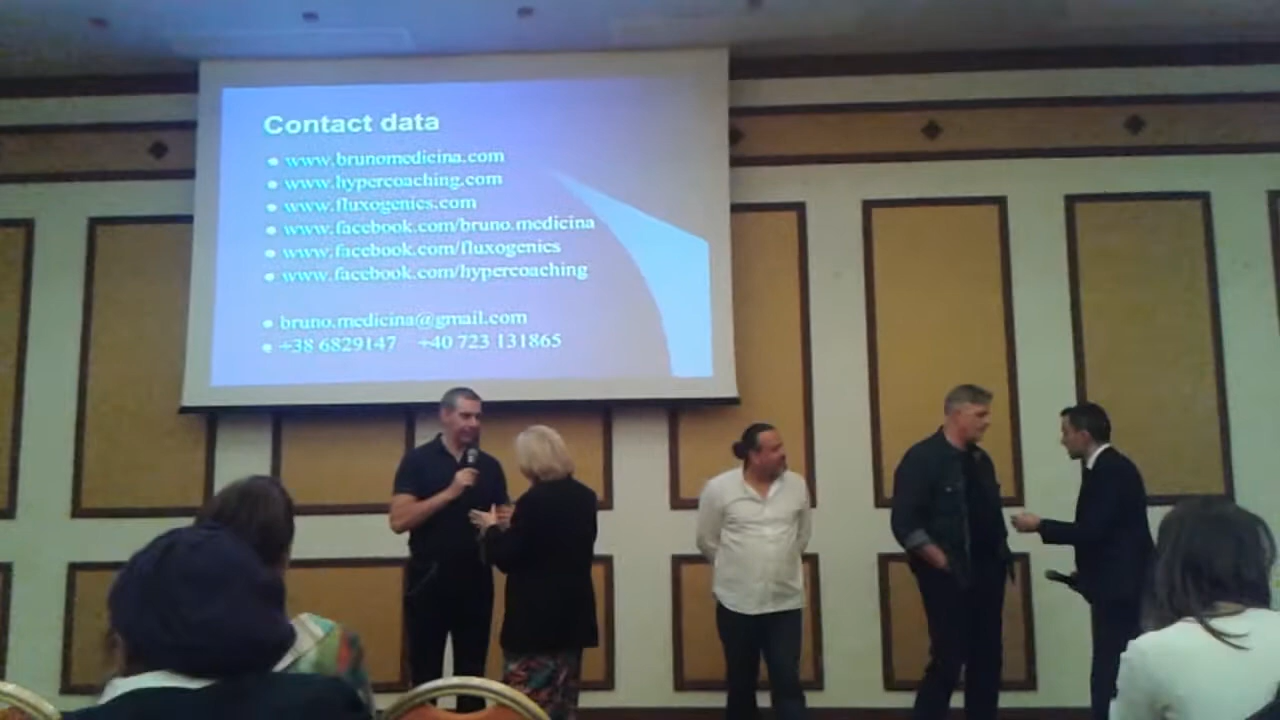 Contact data
• www.brunomedicina.com
• www.hypercoaching.com
• www.fluxogenics.com
• www.facebook.com/bruno.medicina
• www.facebook.com/fluxogenics
• www.facebook.com/hypercoaching
• bruno.medicina@gmail.com
• +38 6829147 +40 723 131865